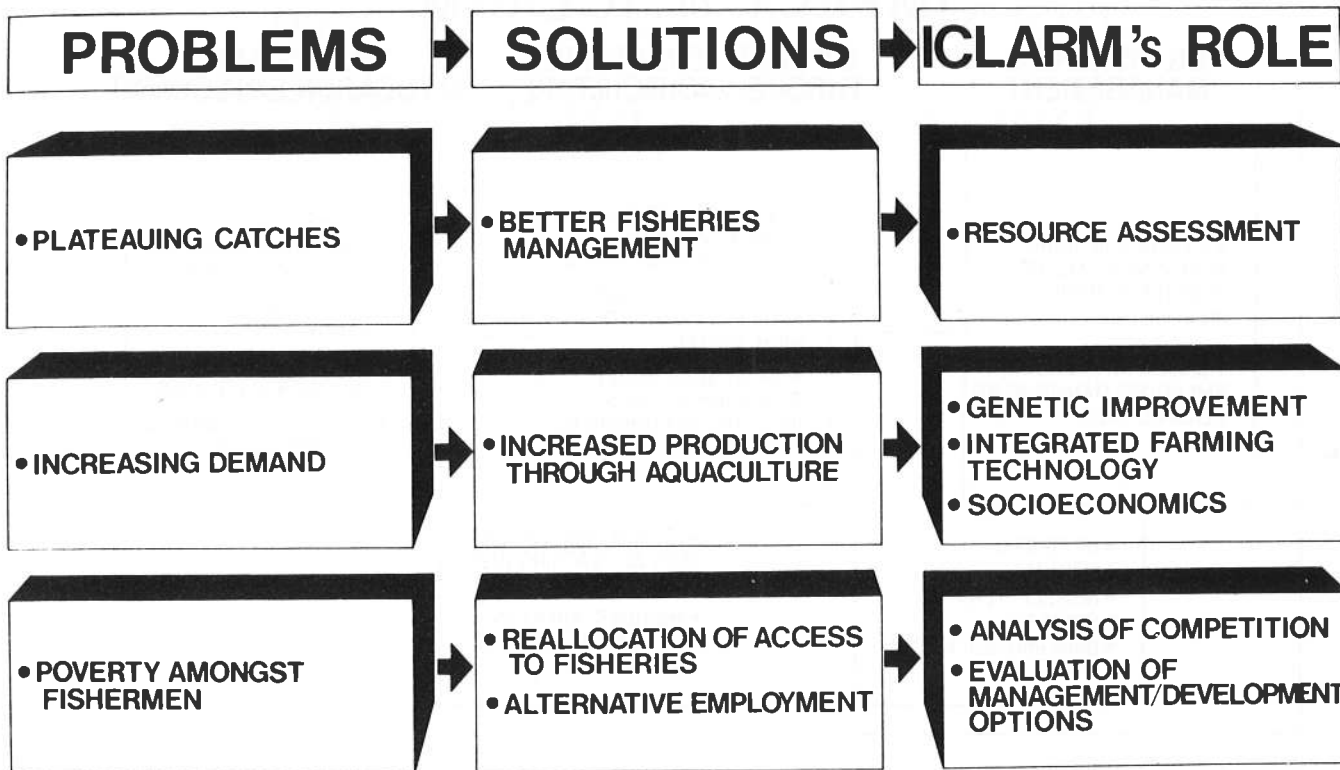 PROBLEMS
SOLUTIONS
ICLARM's ROLE
• PLATEAUING CATCHES
• BETTER FISHERIES
MANAGEMENT
• RESOURCE ASSESSMENT
• INCREASING DEMAND
• INCREASED PRODUCTION
THROUGH AQUACULTURE
• GENETIC IMPROVEMENT
• INTEGRATED FARMING
TECHNOLOGY
• SOCIOECONOMICS
• POVERTY AMONGST
FISHERMEN
• REALLOCATION OF ACCESS
TO FISHERIES
• ALTERNATIVE EMPLOYMENT
• ANALYSIS OF COMPETITION
• EVALUATION OF
MANAGEMENT/DEVELOPMENT
OPTIONS